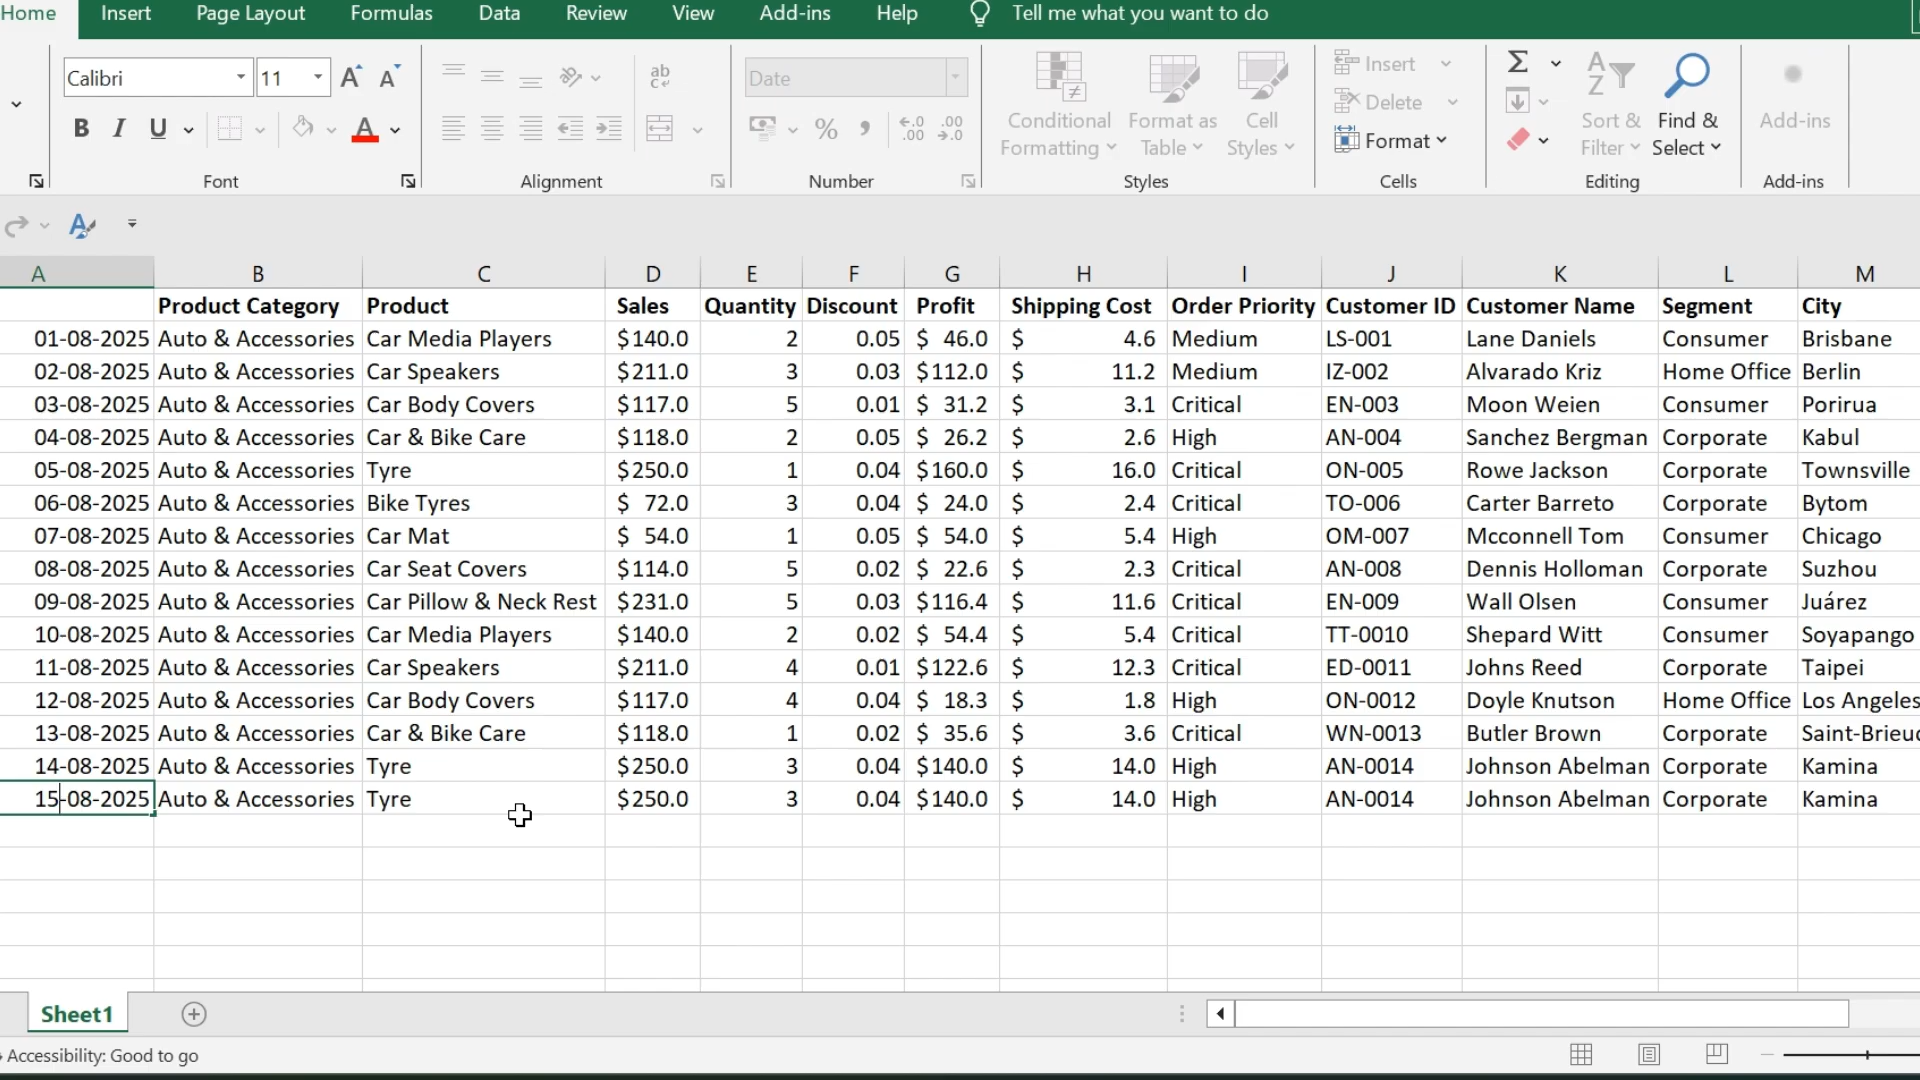 Home Insert Page Layout Formulas Data Review View Add-ins Help Tell me what you want to do
Calibri 11 A A ab Date Insert Σ A Z
B I U A % , .0 .00 .00 .0 Conditional Formatting Format as Table Cell Styles Delete Format Sort & Filter Find & Select Add-ins
Font Alignment Number Styles Cells Editing Add-ins
A B C D E F G H I J K L M
Product Category Product Sales Quantity Discount Profit Shipping Cost Order Priority Customer ID Customer Name Segment City
01-08-2025 Auto & Accessories Car Media Players $140.0 2 0.05 $ 46.0 $ 4.6 Medium LS-001 Lane Daniels Consumer Brisbane
02-08-2025 Auto & Accessories Car Speakers $211.0 3 0.03 $112.0 $ 11.2 Medium IZ-002 Alvarado Kriz Home Office Berlin
03-08-2025 Auto & Accessories Car Body Covers $117.0 5 0.01 $ 31.2 $ 3.1 Critical EN-003 Moon Weien Consumer Porirua
04-08-2025 Auto & Accessories Car & Bike Care $118.0 2 0.05 $ 26.2 $ 2.6 High AN-004 Sanchez Bergman Corporate Kabul
05-08-2025 Auto & Accessories Tyre $250.0 1 0.04 $160.0 $ 16.0 Critical ON-005 Rowe Jackson Corporate Townsville
06-08-2025 Auto & Accessories Bike Tyres $ 72.0 3 0.04 $ 24.0 $ 2.4 Critical TO-006 Carter Barreto Corporate Bytom
07-08-2025 Auto & Accessories Car Mat $ 54.0 1 0.05 $ 54.0 $ 5.4 High OM-007 Mcconnell Tom Consumer Chicago
08-08-2025 Auto & Accessories Car Seat Covers $114.0 5 0.02 $ 22.6 $ 2.3 Critical AN-008 Dennis Holloman Corporate Suzhou
09-08-2025 Auto & Accessories Car Pillow & Neck Rest $231.0 5 0.03 $116.4 $ 11.6 Critical EN-009 Wall Olsen Consumer Juárez
10-08-2025 Auto & Accessories Car Media Players $140.0 2 0.02 $ 54.4 $ 5.4 Critical TT-0010 Shepard Witt Consumer Soyapango
11-08-2025 Auto & Accessories Car Speakers $211.0 4 0.01 $122.6 $ 12.3 Critical ED-0011 Johns Reed Corporate Taipei
12-08-2025 Auto & Accessories Car Body Covers $117.0 4 0.04 $ 18.3 $ 1.8 High ON-0012 Doyle Knutson Home Office Los Angeles
13-08-2025 Auto & Accessories Car & Bike Care $118.0 1 0.02 $ 35.6 $ 3.6 Critical WN-0013 Butler Brown Corporate Saint-Brieuc
14-08-2025 Auto & Accessories Tyre $250.0 3 0.04 $140.0 $ 14.0 High AN-0014 Johnson Abelman Corporate Kamina
15-08-2025 Auto & Accessories Tyre $250.0 3 0.04 $140.0 $ 14.0 High AN-0014 Johnson Abelman Corporate Kamina
Sheet1
Accessibility: Good to go